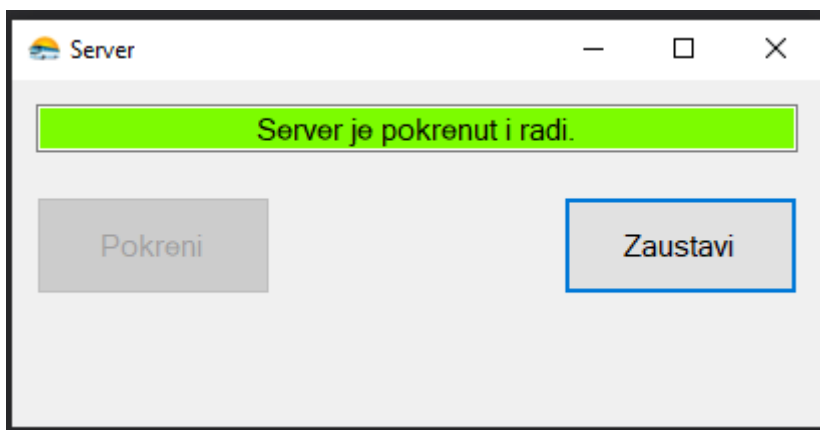 Server
Server je pokrenut i radi.
Pokreni
Zaustavi